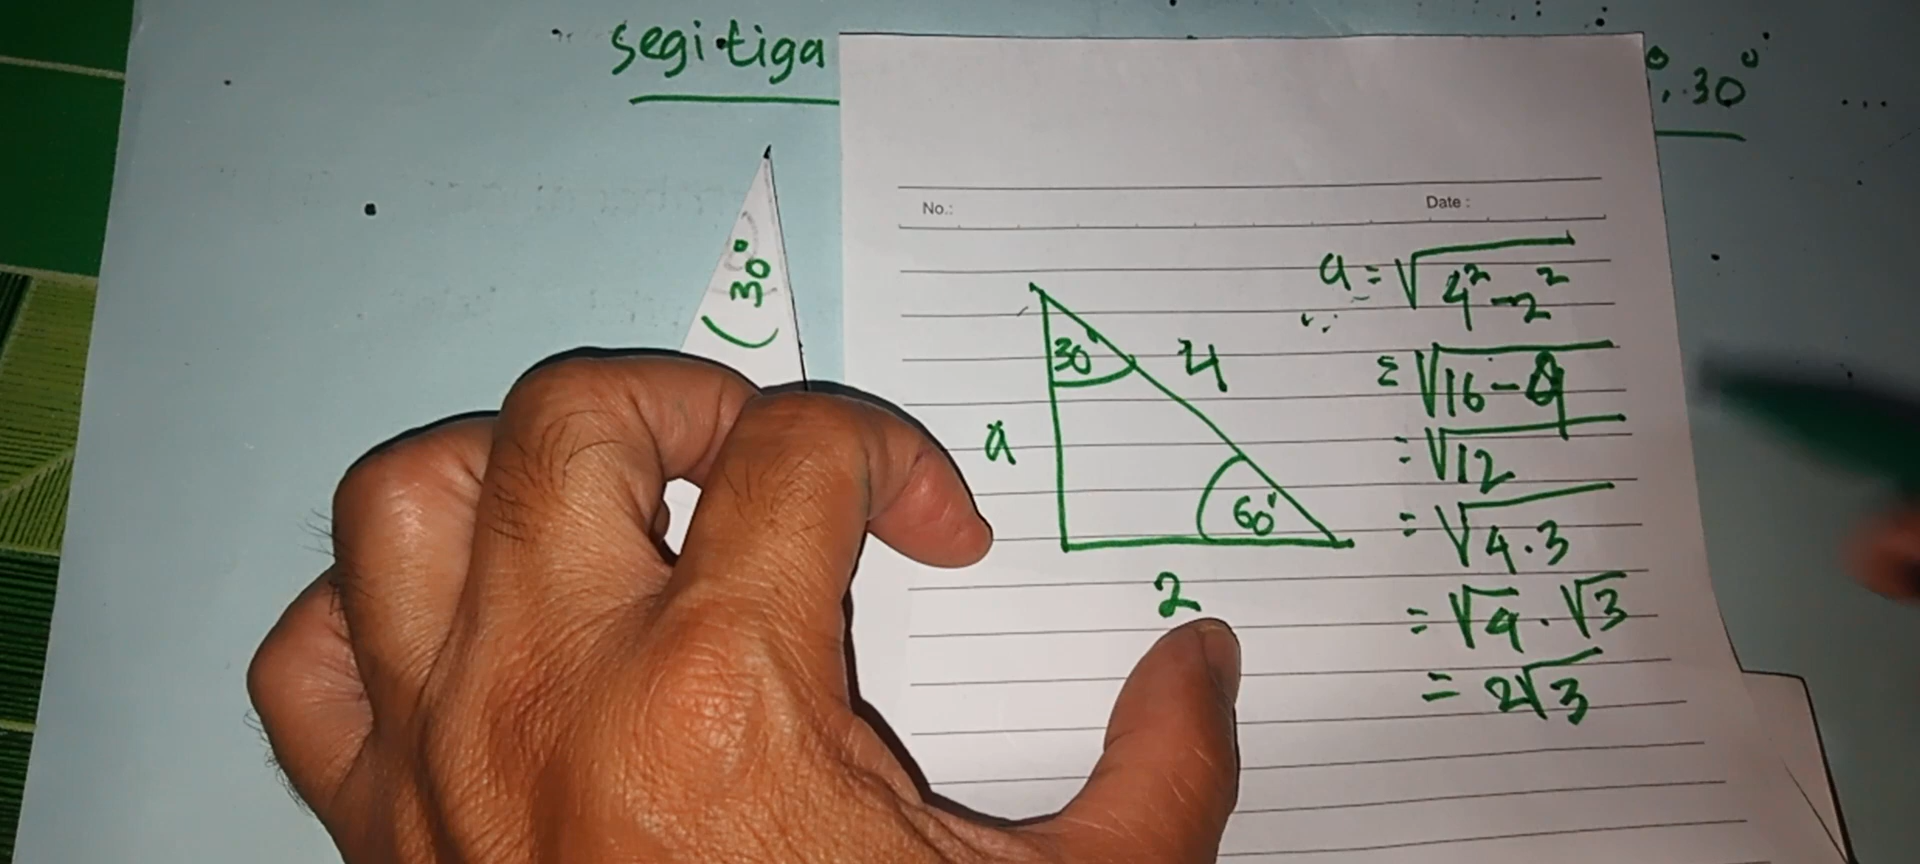 segitiga °, 30° ...
30°
No.: Date :
30°
4
a
60°
2
a = √4² - 2²
= √16 - 4
= √12
= √4 . 3
= √4 . √3
= 2√3